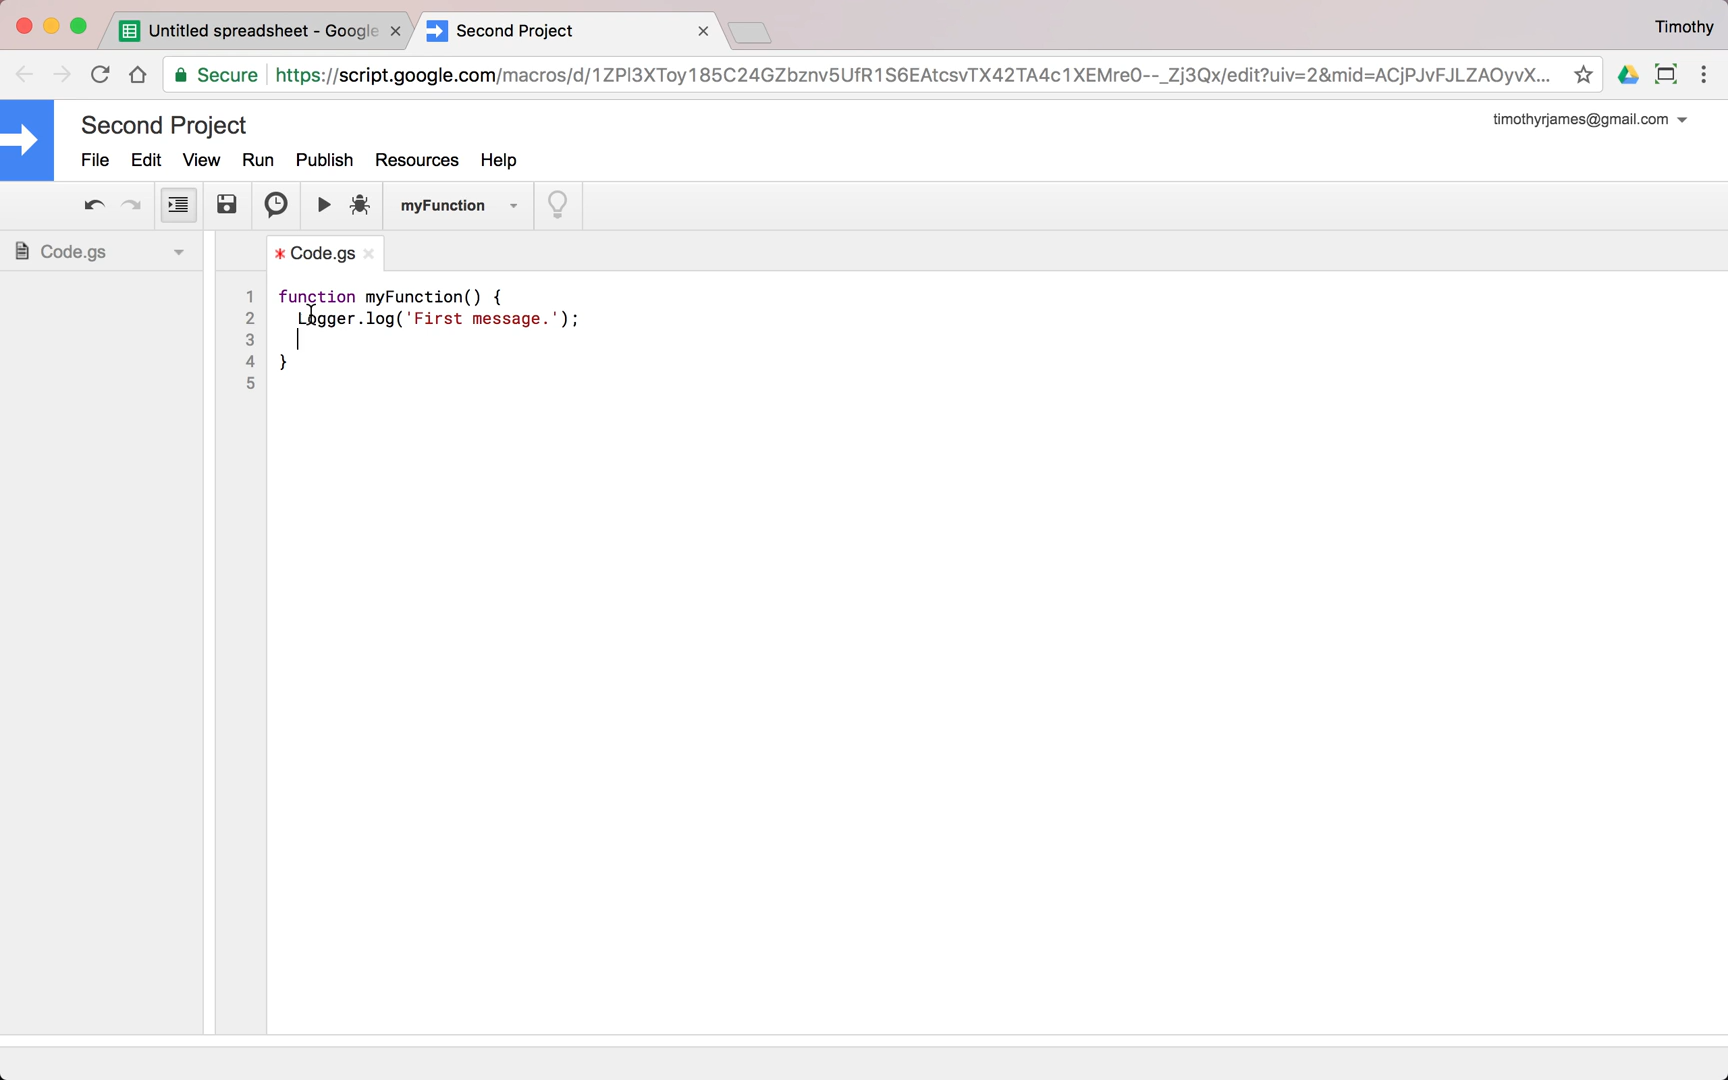 Untitled spreadsheet - Google
Second Project
Timothy
Secure https://script.google.com/macros/d/1ZPl3XToy185C24GZbznv5UfR1S6EAtcsvTX42TA4c1XEMre0--_Zj3Qx/edit?uiv=2&mid=ACjPJvFJLZAOyvX...
Second Project
timothyrjames@gmail.com
File Edit View Run Publish Resources Help
myFunction
Code.gs
* Code.gs
1 function myFunction() {
2 Logger.log('First message.');
3
4 }
5